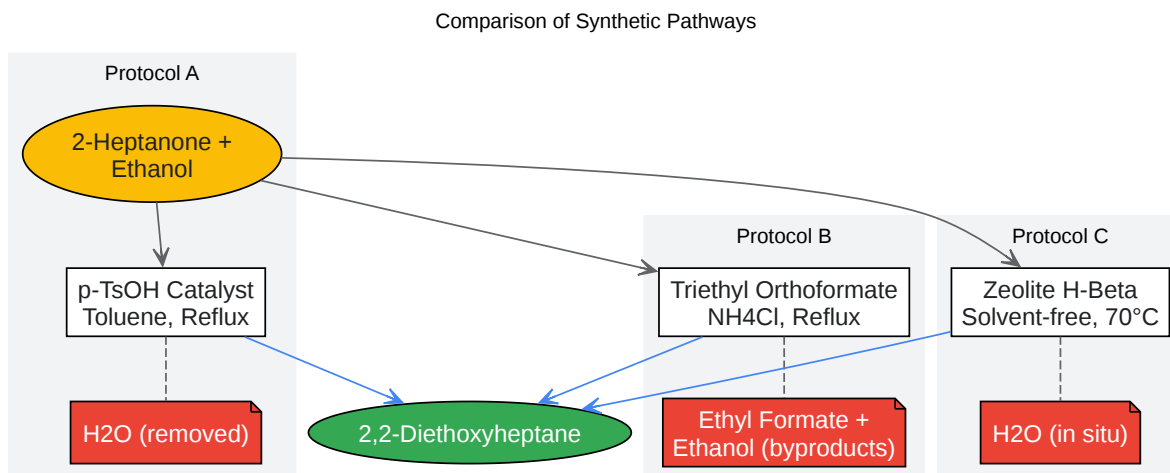 Comparison of Synthetic Pathways
Protocol A
2-Heptanone +
Ethanol
Protocol B
Protocol C
p-TsOH Catalyst
Toluene, Reflux
Triethyl Orthoformate
NH4Cl, Reflux
Zeolite H-Beta
Solvent-free, 70°C
H2O (removed)
2,2-Diethoxyheptane
Ethyl Formate +
Ethanol (byproducts)
H2O (in situ)